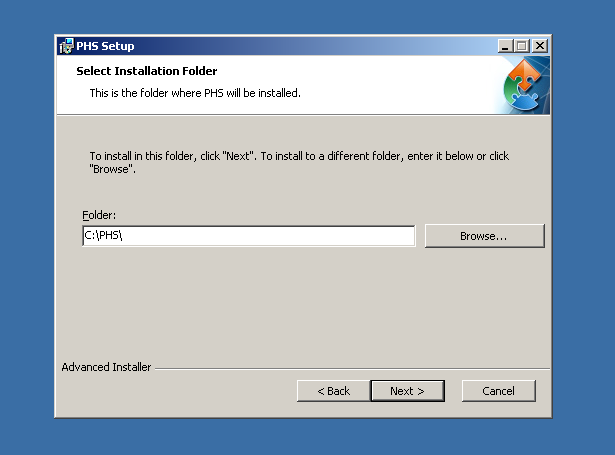 PHS Setup
Select Installation Folder
This is the folder where PHS will be installed.
To install in this folder, click "Next". To install to a different folder, enter it below or click
"Browse".
Folder:
C:\PHS\
Browse...
Advanced Installer
< Back
Next >
Cancel